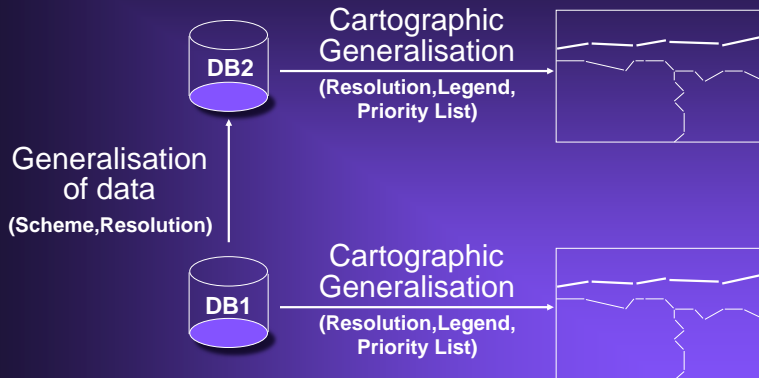 Cartographic
Generalisation
DB2
(Resolution,Legend,
Priority List)
Generalisation
of data
(Scheme,Resolution)
Cartographic
Generalisation
DB1
(Resolution,Legend,
Priority List)